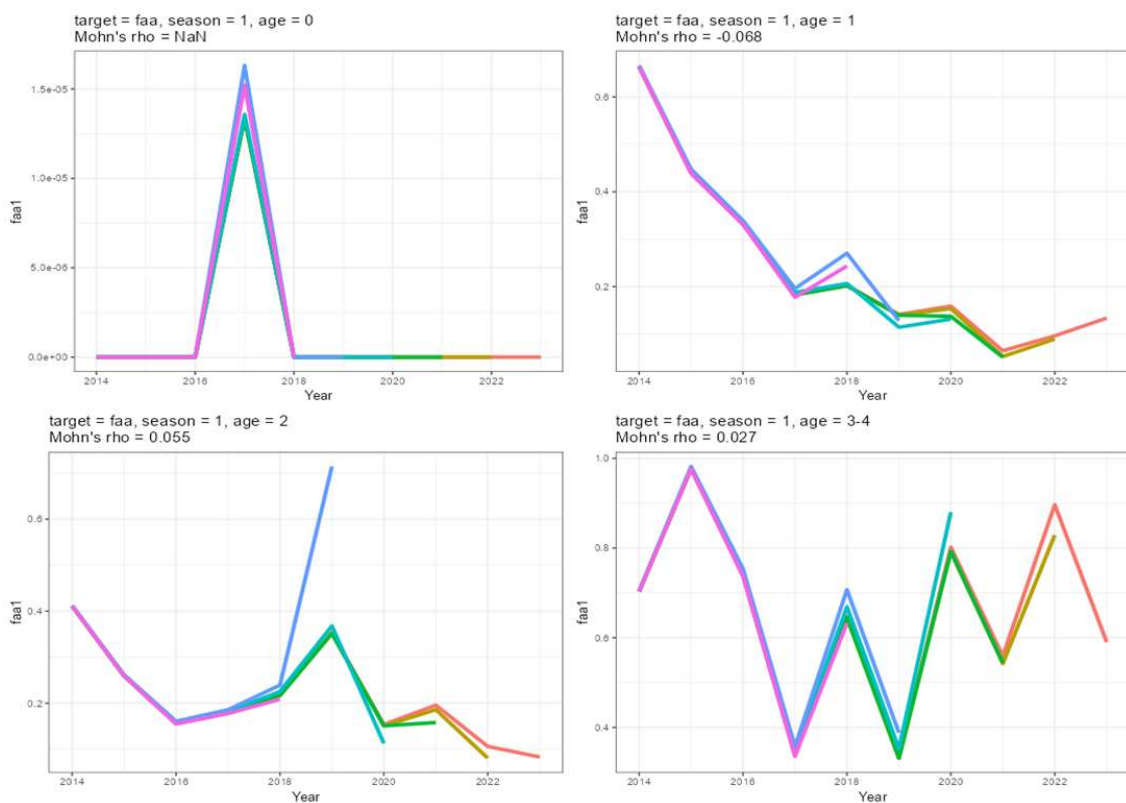 target = faa, season = 1, age = 0
Mohn's rho = NaN
1.5e-05
1.0e-05
5.0e-06
0.0e+00
faa1
2014 2016 2018 2020 2022
Year
target = faa, season = 1, age = 1
Mohn's rho = -0.068
0.6
0.4
0.2
faa1
2014 2016 2018 2020 2022
Year
target = faa, season = 1, age = 2
Mohn's rho = 0.055
0.6
0.4
0.2
faa1
2014 2016 2018 2020 2022
Year
target = faa, season = 1, age = 3-4
Mohn's rho = 0.027
1.0
0.8
0.6
0.4
faa1
2014 2016 2018 2020 2022
Year